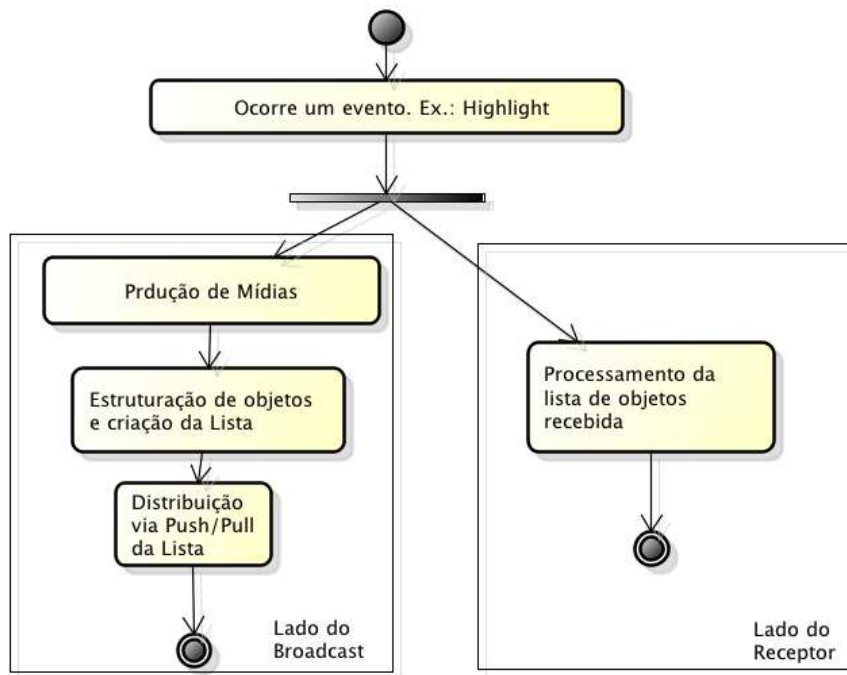 Ocorre um evento. Ex.: Highlight
Prdução de Mídias
Estruturação de objetos
e criação da Lista
Distribuição
via Push/Pull
da Lista
Lado do
Broadcast
Processamento da
lista de objetos
recebida
Lado do
Receptor